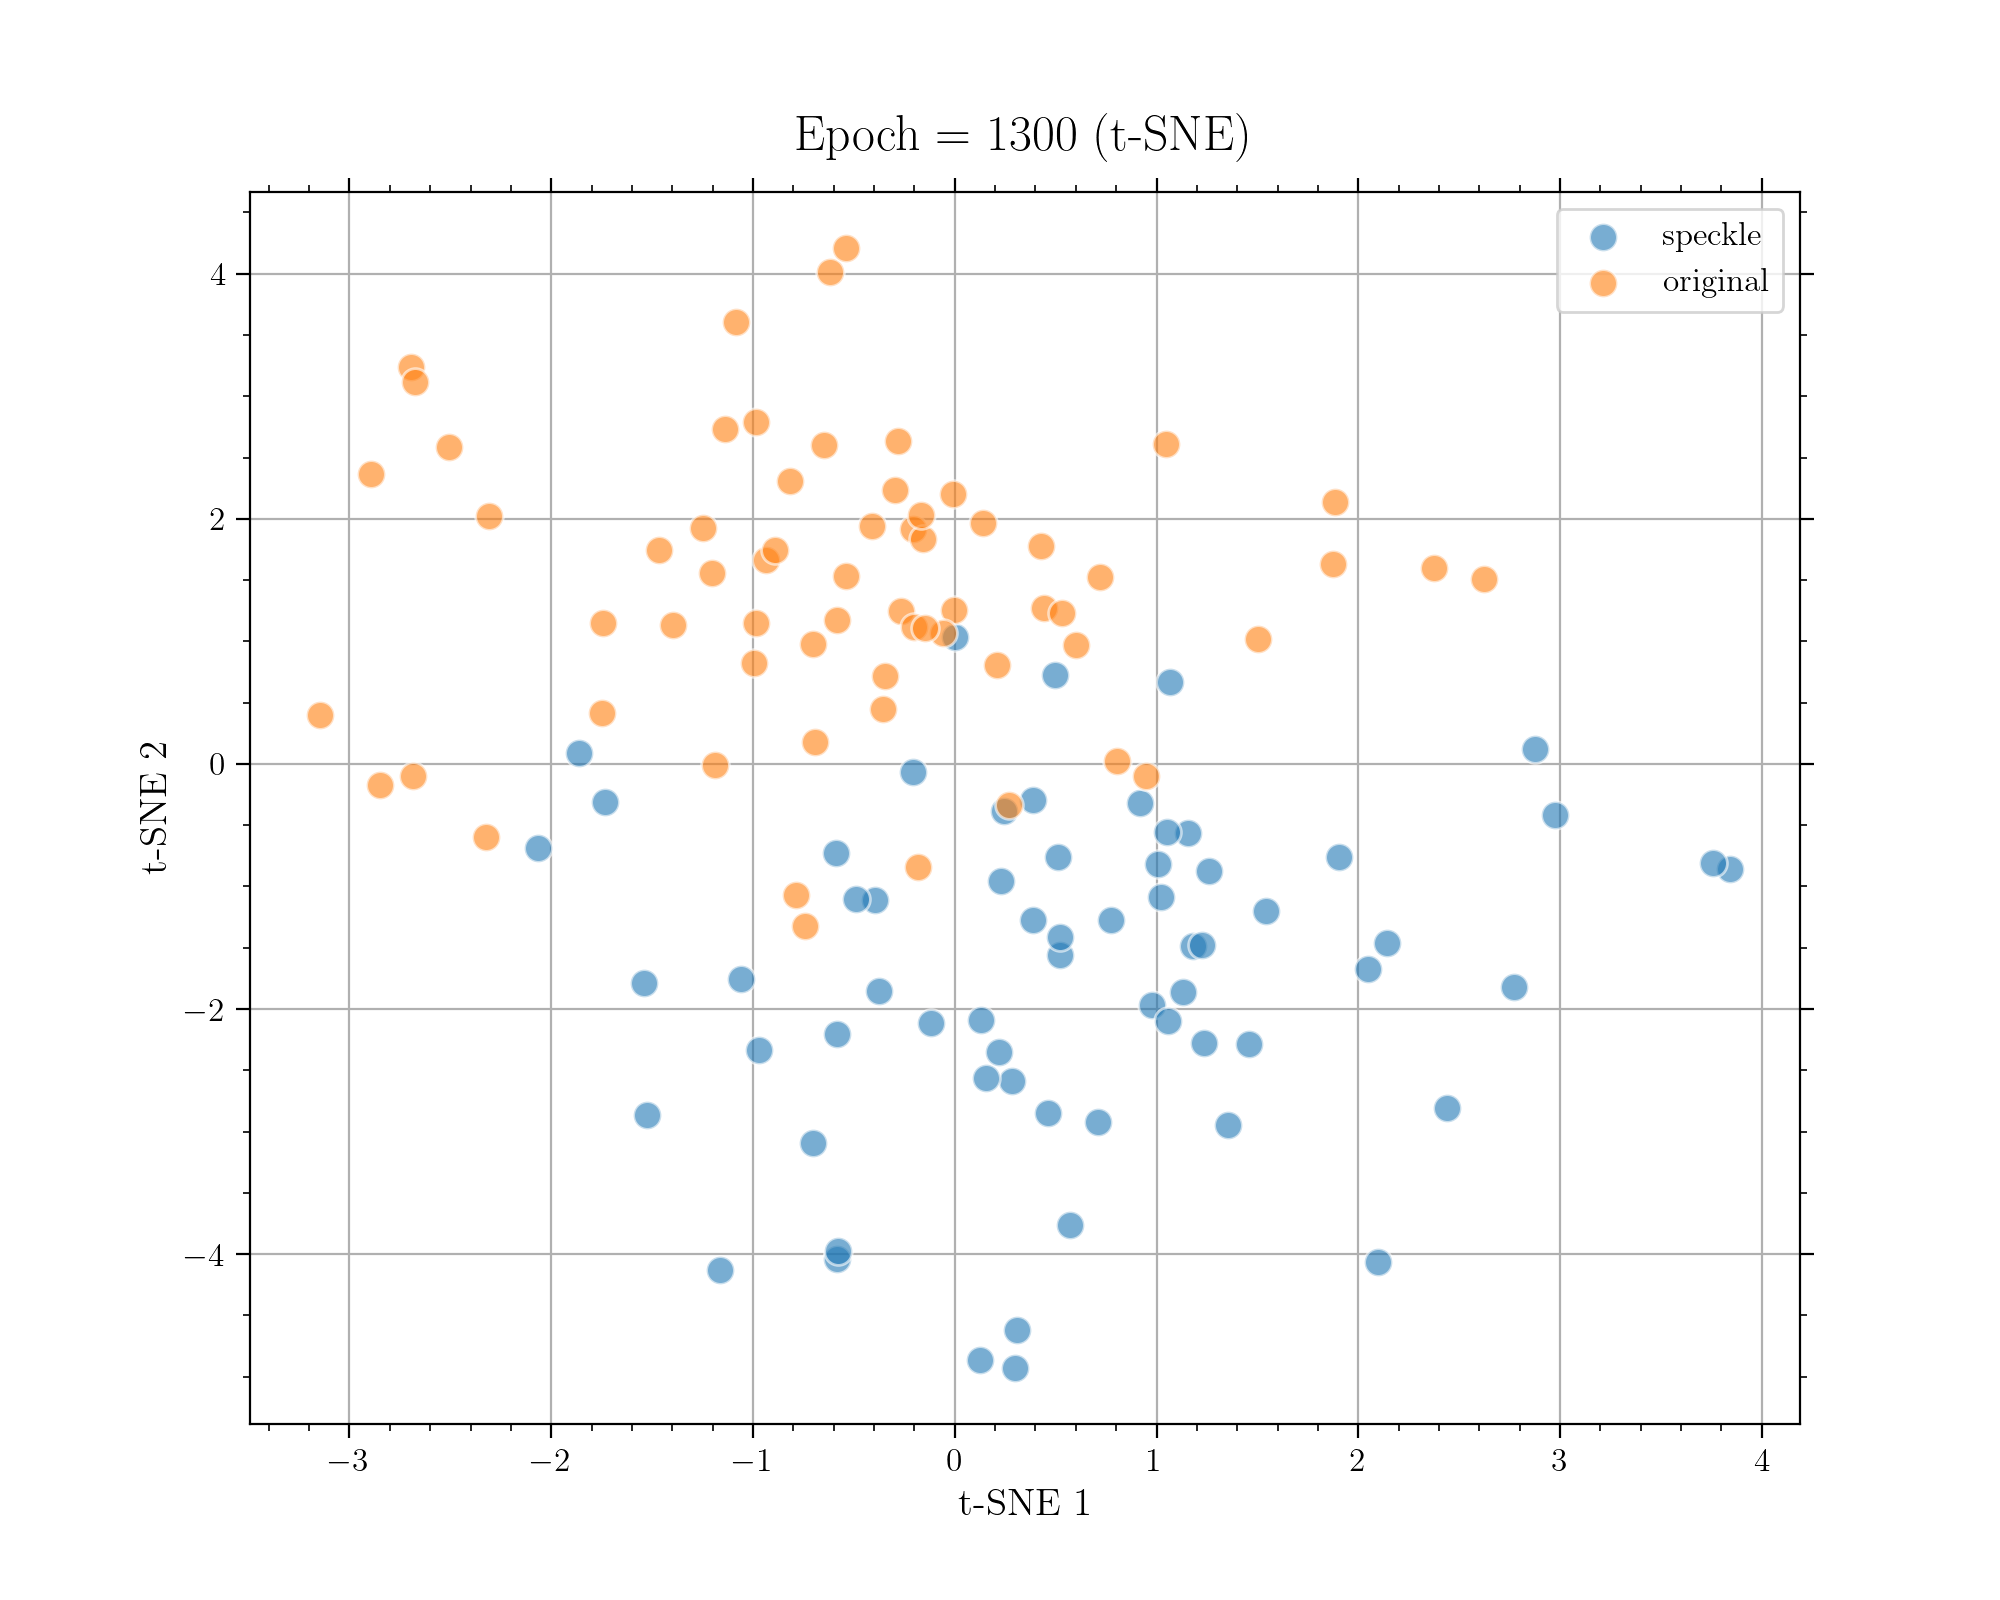 Epoch = 1300 (t-SNE)
speckle
original
4
2
0
−2
−4
t-SNE 2
−3
−2
−1
0
1
2
3
4
t-SNE 1